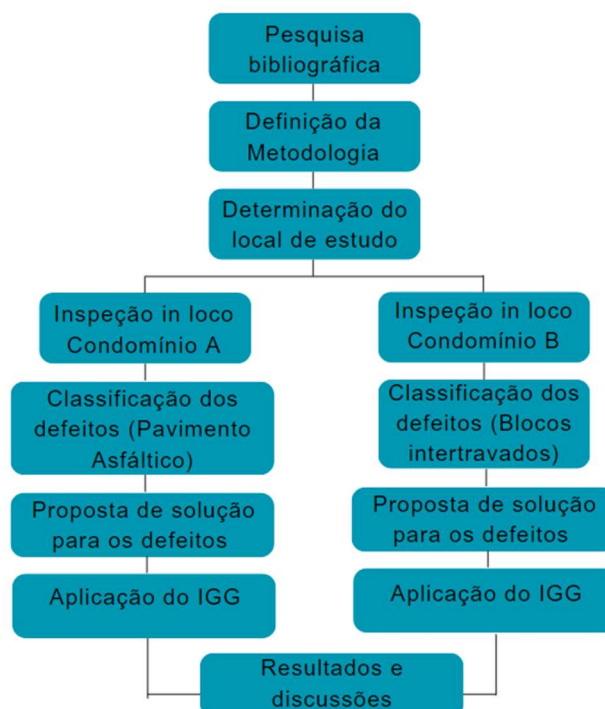 Pesquisa
bibliográfica
Definição da
Metodologia
Determinação do
local de estudo
Inspeção in loco
Condomínio A
Classificação dos
defeitos (Pavimento
Asfáltico)
Proposta de solução
para os defeitos
Aplicação do IGG
Inspeção in loco
Condomínio B
Classificação dos
defeitos (Blocos
intertravados)
Proposta de solução
para os defeitos
Aplicação do IGG
Resultados e
discussões